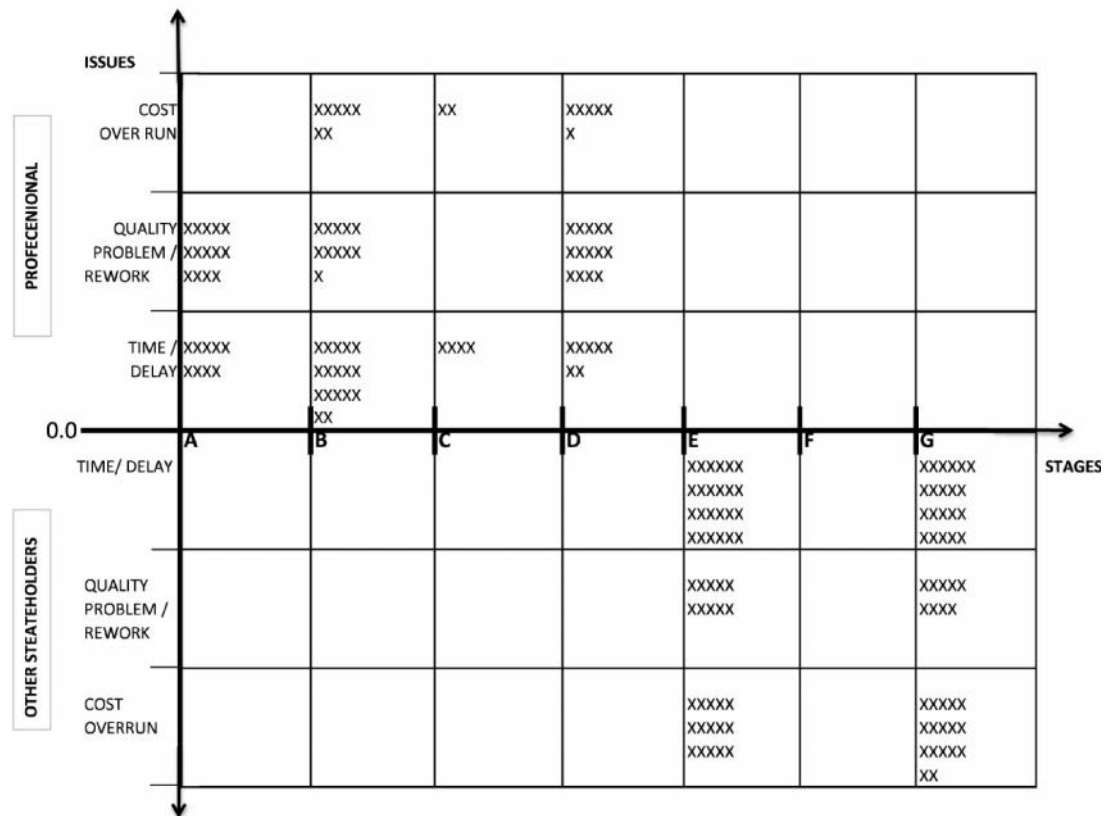 ISSUES
COST XXXXX XX XXXXX
OVER RUN XX X
PROFECENIONAL
QUALITY XXXXX XXXXX XXXXX
PROBLEM / XXXXX XXXXX XXXXX
REWORK XXXX X XXXX
TIME / XXXXX XXXXX XXXX XXXXX
DELAY XXXX XXXXX XX
XXXXX
XX
0.0 A B C D E F G
STAGES
TIME/ DELAY XXXXXX XXXXXX
XXXXXX XXXXX
XXXXXX XXXXX
XXXXXX XXXXX
OTHER STEATEHOLDERS
QUALITY XXXXX XXXXX
PROBLEM / XXXXX XXXX
REWORK
COST XXXXX XXXXX
OVERRUN XXXXX XXXXX
XXXXX XXXXX
XX